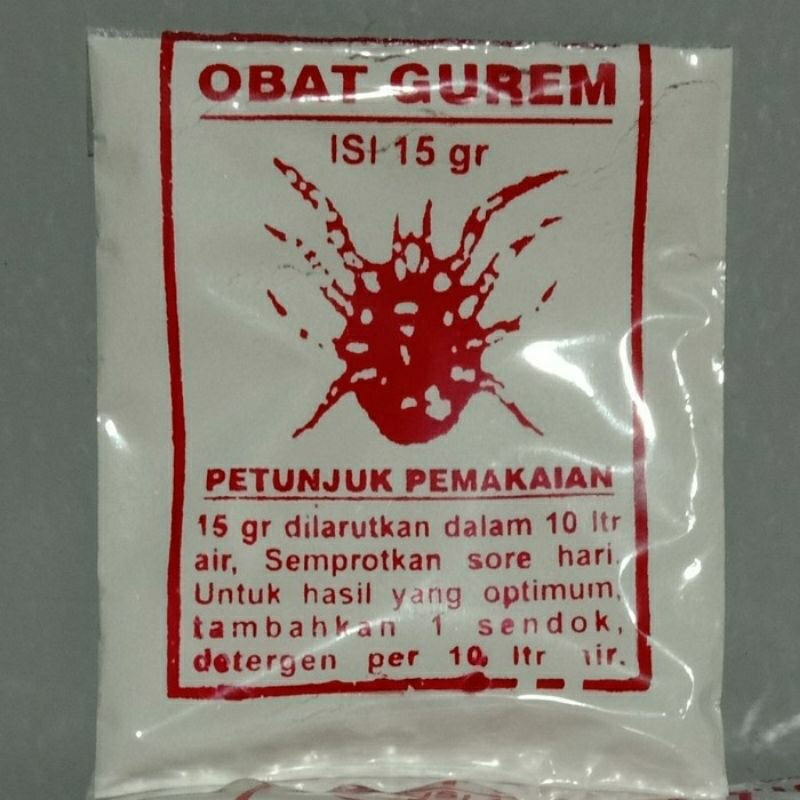 OBAT GUREM
ISI 15 gr
PETUNJUK PEMAKAIAN
15 gr dilarutkan dalam 10 ltr
air, Semprotkan sore hari.
Untuk hasil yang optimum,
tambahkan 1 sendok,
detergen per 10 ltr air.